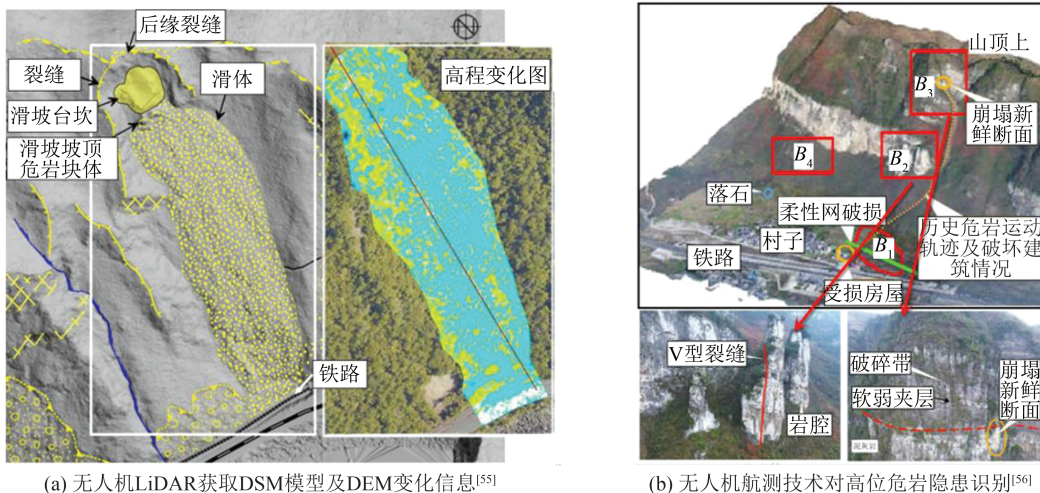 后缘裂缝
裂缝
滑体
滑坡台坎
滑坡坡顶
危岩块体
铁路
高程变化图
(a) 无人机LiDAR获取DSM模型及DEM变化信息[55]
山顶上
B3
崩塌新
鲜断面
B4
B2
落石
柔性网破损
村子
B1
铁路
历史危岩运动
轨迹及破坏建
筑情况
受损房屋
V型裂缝
岩腔
破碎带
软弱夹层
崩塌
新鲜
断面
泥灰岩
(b) 无人机航测技术对高位危岩隐患识别[56]